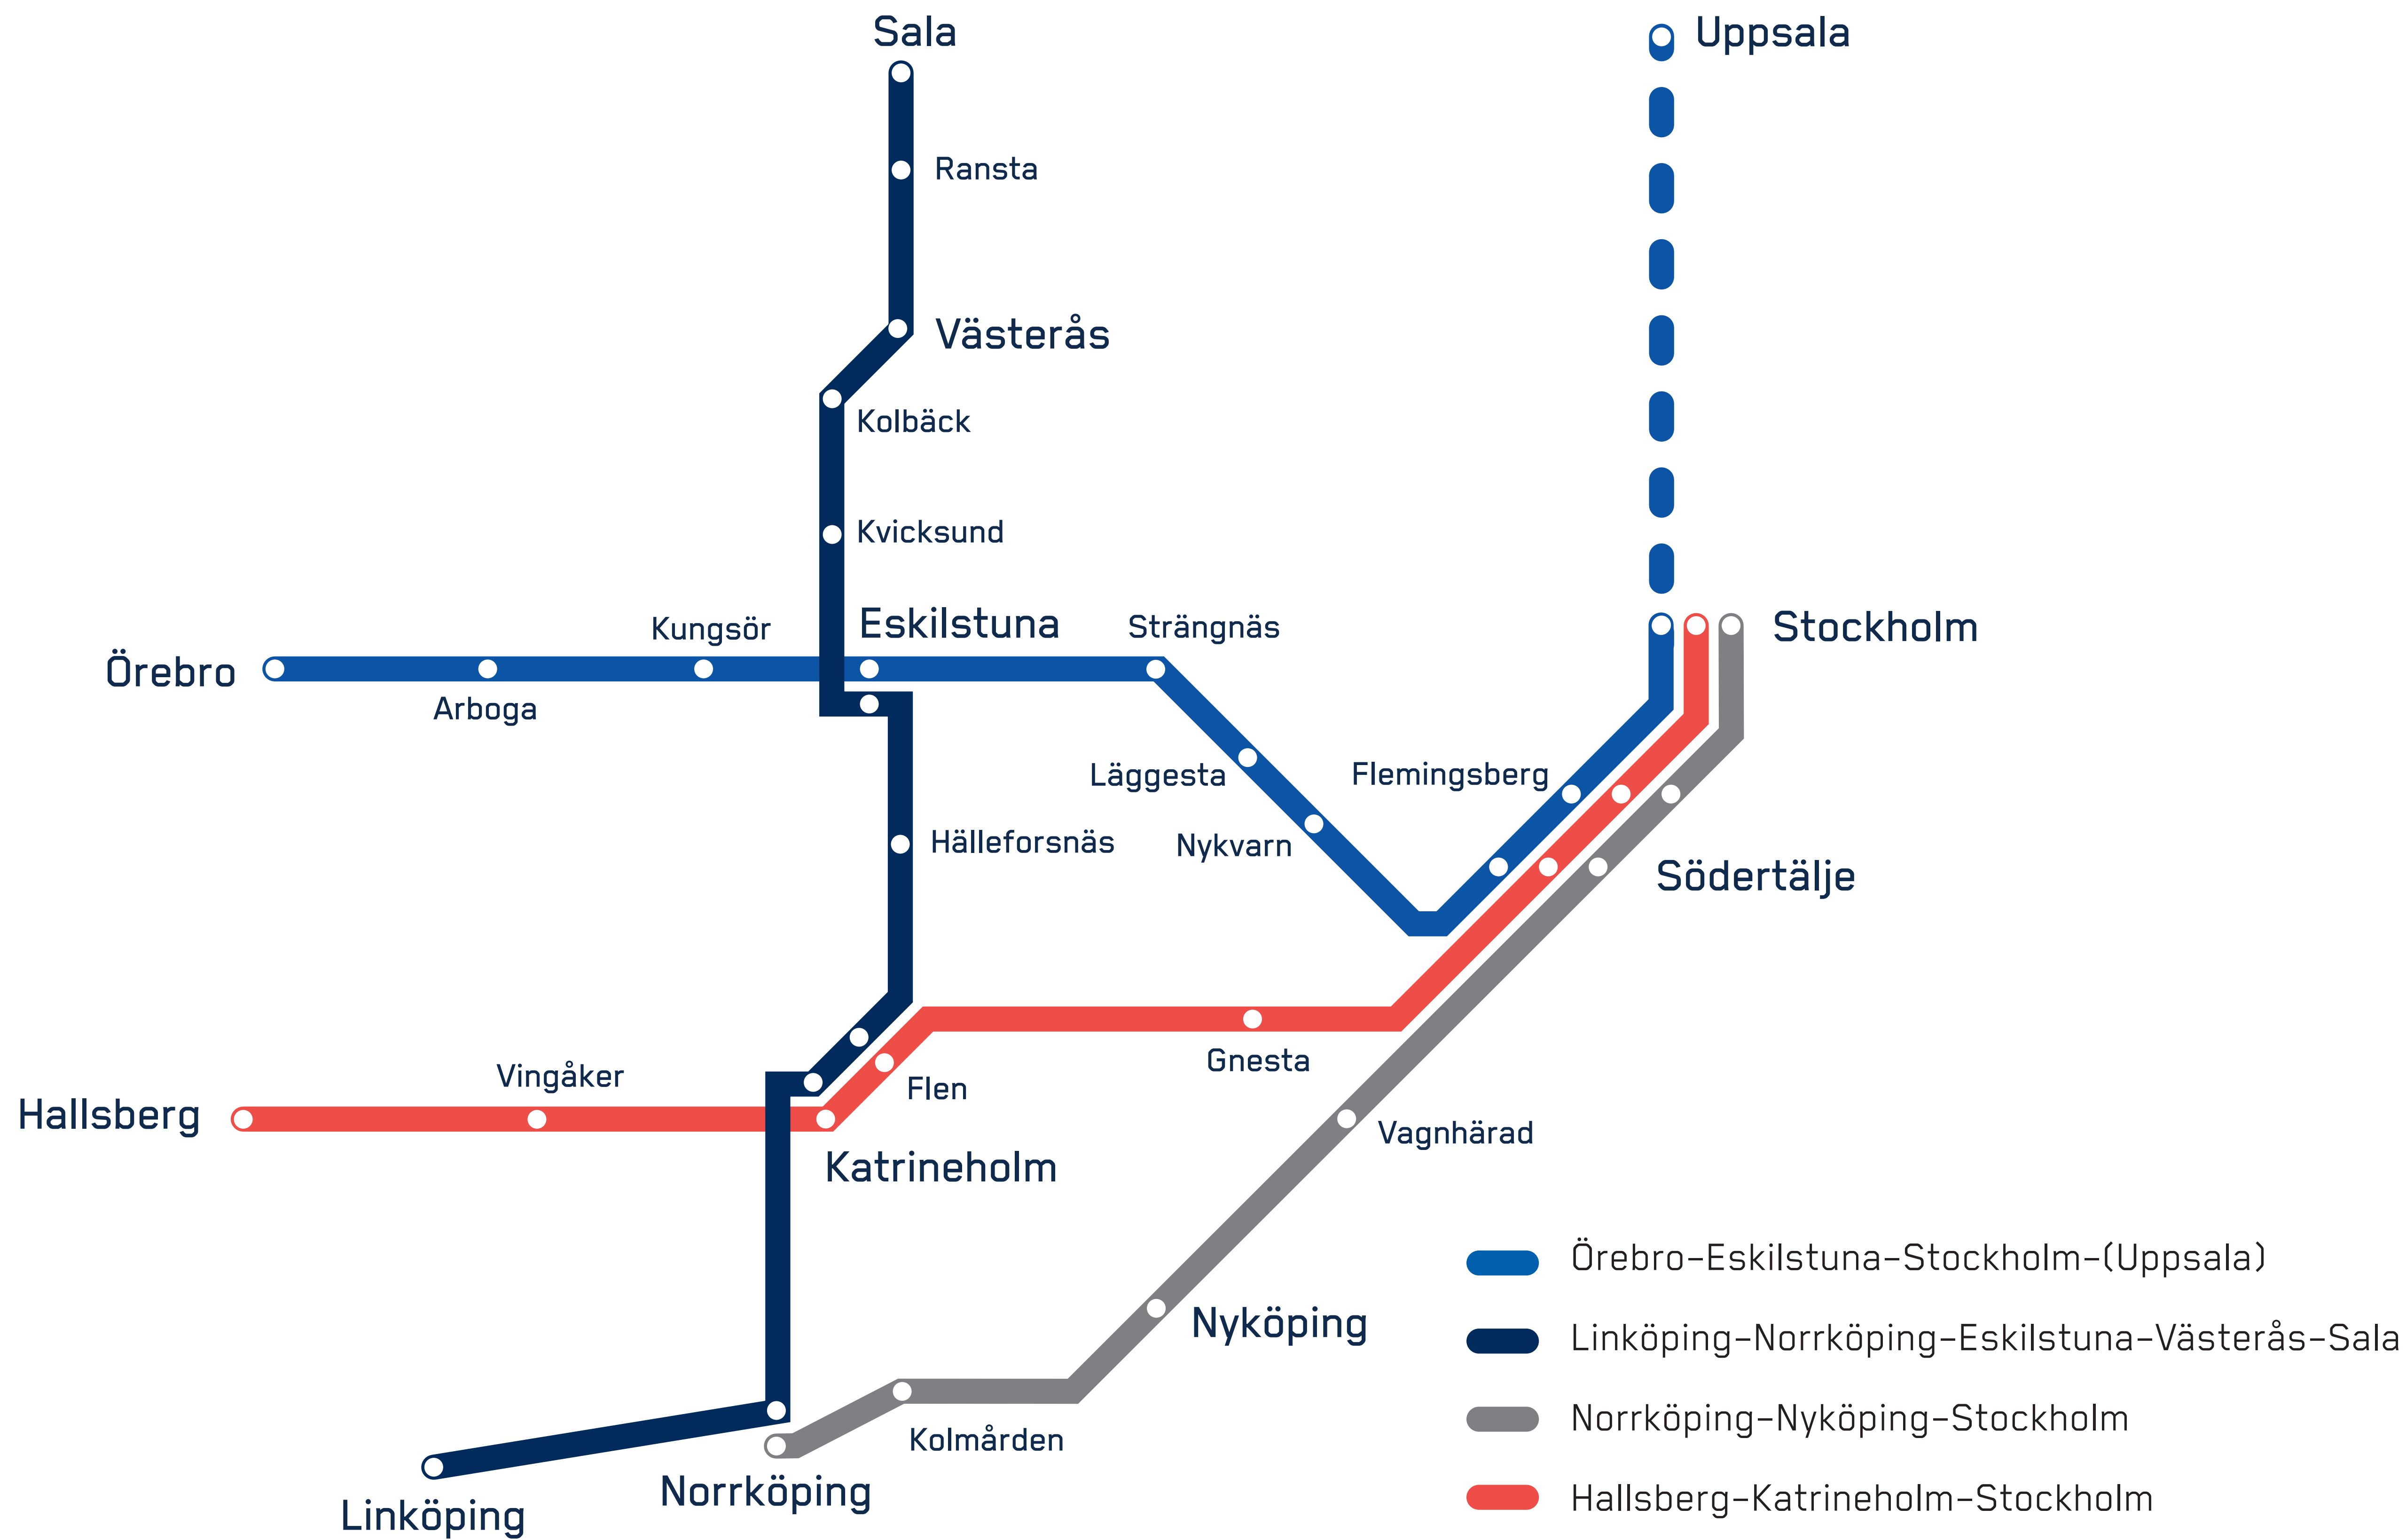 Sala
Uppsala
Ransta
Västerås
Kolbäck
Kvicksund
Eskilstuna
Strängnäs
Kungsör
Stockholm
Örebro
Arboga
Läggesta
Flemingsberg
Nykvarn
Hälleforsnäs
Södertälje
Vingåker
Gnesta
Flen
Hallsberg
Vagnhärad
Katrineholm
Örebro–Eskilstuna–Stockholm–(Uppsala)
Nyköping
Linköping–Norrköping–Eskilstuna–Västerås–Sala
Norrköping–Nyköping–Stockholm
Kolmården
Norrköping
Hallsberg–Katrineholm–Stockholm
Linköping